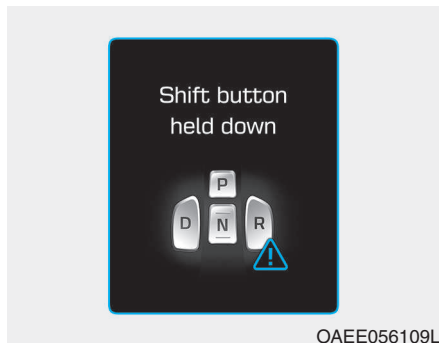 Shift button
held down
P
D N R
OAEE056109L